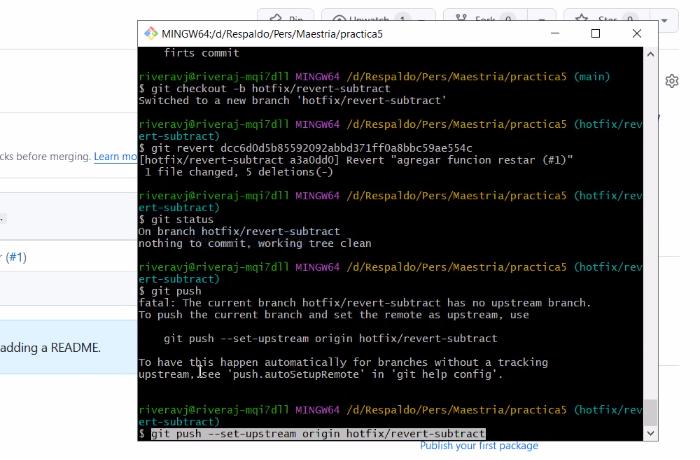 Pin
Unwatch 1
Fork 0
Star 0
MINGW64:/d/Respaldo/Pers/Maestria/practica5
firts commit
riveravj@riveraj-mqi7dll MINGW64 /d/Respaldo/Pers/Maestria/practica5 (main)
$ git checkout -b hotfix/revert-subtract
Switched to a new branch 'hotfix/revert-subtract'
riveravj@riveraj-mqi7dll MINGW64 /d/Respaldo/Pers/Maestria/practica5 (hotfix/rev
ert-subtract)
$ git revert dcc6d0d5b85592092abbd371ff0a8bbc59ae554c
[hotfix/revert-subtract a3a0dd0] Revert "agregar funcion restar (#1)"
1 file changed, 5 deletions(-)
riveravj@riveraj-mqi7dll MINGW64 /d/Respaldo/Pers/Maestria/practica5 (hotfix/rev
ert-subtract)
$ git status
On branch hotfix/revert-subtract
nothing to commit, working tree clean
riveravj@riveraj-mqi7dll MINGW64 /d/Respaldo/Pers/Maestria/practica5 (hotfix/rev
ert-subtract)
$ git push
fatal: The current branch hotfix/revert-subtract has no upstream branch.
To push the current branch and set the remote as upstream, use
git push --set-upstream origin hotfix/revert-subtract
To have this happen automatically for branches without a tracking
upstream, see 'push.autoSetupRemote' in 'git help config'.
riveravj@riveraj-mqi7dll MINGW64 /d/Respaldo/Pers/Maestria/practica5 (hotfix/rev
ert-subtract)
$ git push --set-upstream origin hotfix/revert-subtract
cks before merging. Learn mo
r (#1)
adding a README.
Publish your first package